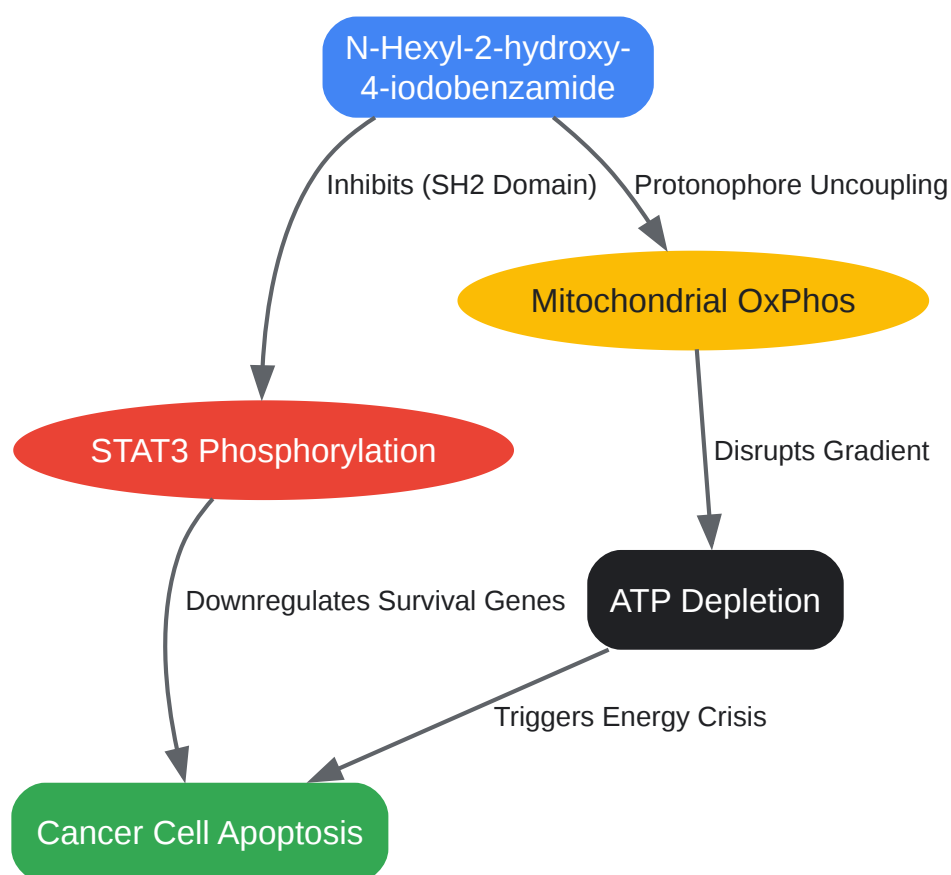 N-Hexyl-2-hydroxy-
4-iodobenzamide
Inhibits (SH2 Domain)
Protonophore Uncoupling
Mitochondrial OxPhos
STAT3 Phosphorylation
Disrupts Gradient
Downregulates Survival Genes
ATP Depletion
Triggers Energy Crisis
Cancer Cell Apoptosis